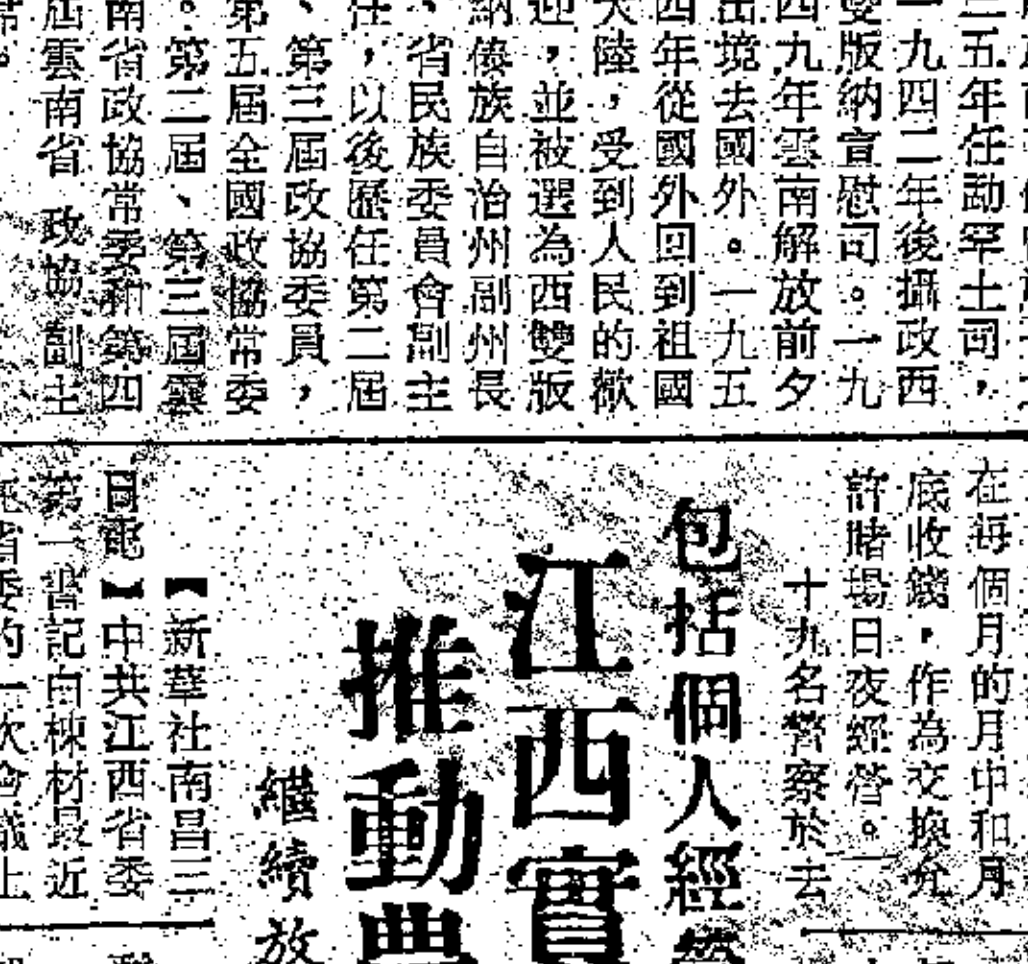 三五年任勐罕土司，
一九四二年後攝政西
雙版納宣慰司。一九
四九年雲南解放前夕
出境去國外。一九五
四年從國外回到祖國
大陸，受到人民的歡
迎，並被選為西雙版
納傣族自治州副州長
、省民族委員會副主
任，以後歷任第二屆
、第三屆政協委員，
第五屆全國政協常委
。第二屆、第三屆雲
南省政協常委和第四
屆雲南省 政協副主
席。
在每個月的月中和月
底收錢，作為交換允
許賭場日夜經營。
十九名警察於去
包括個人經營
江西實
推動農
繼續放
【新華社南昌三
日電】中共江西省委
第一書記白棟材最近
省委的一次會議上